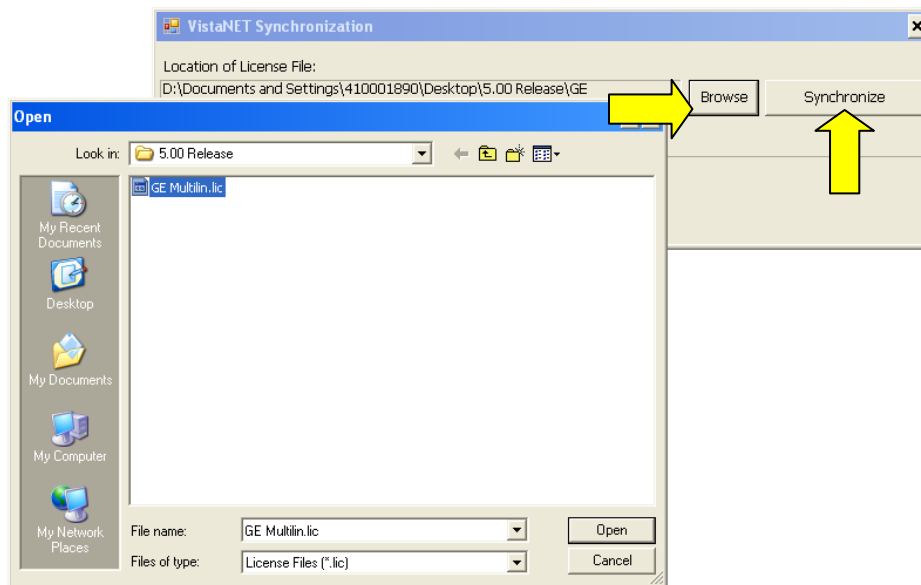 VistaNET Synchronization
Location of License File:
D:\Documents and Settings\410001890\Desktop\5.00 Release\GE
Browse
Synchronize
Open
Look in:
5.00 Release
GE Multilin.lic
My Recent
Documents
Desktop
My Documents
My Computer
My Network
Places
File name:
GE Multilin.lic
Open
Files of type:
License Files (*.lic)
Cancel